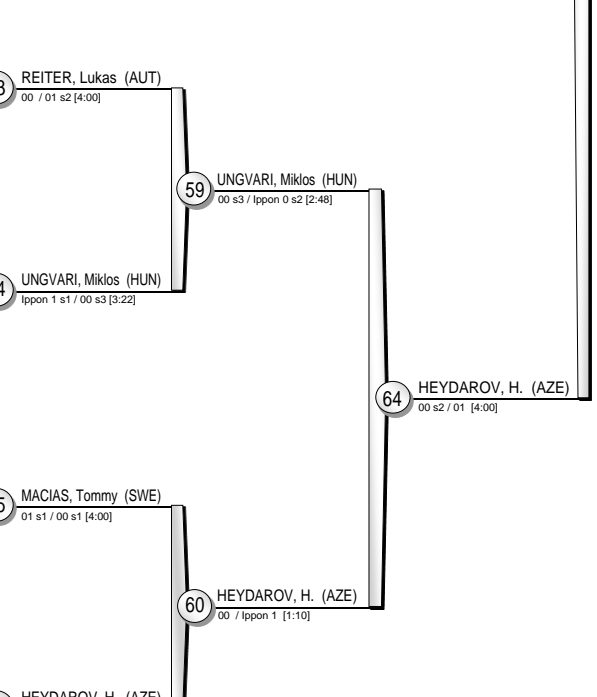 REITER, Lukas (AUT)
00 / 01 s2 [4:00]
59
UNGVARI, Miklos (HUN)
00 s3 / Ippon 0 s2 [2:48]
UNGVARI, Miklos (HUN)
Ippon 1 s1 / 00 s3 [3:22]
64
HEYDAROV, H. (AZE)
00 s2 / 01 [4:00]
MACIAS, Tommy (SWE)
01 s1 / 00 s1 [4:00]
60
HEYDAROV, H. (AZE)
00 / Ippon 1 [1:10]
HEYDAROV, H. (AZE)